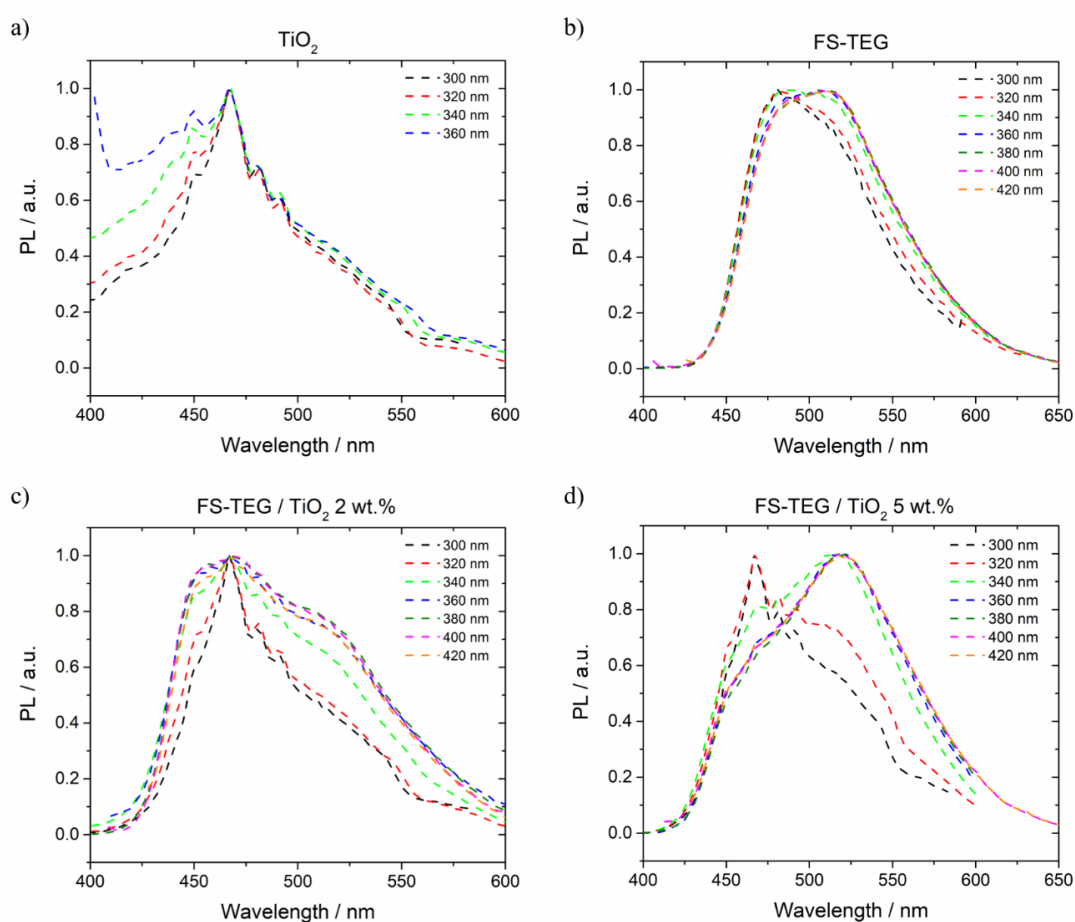 a)
TiO₂
1.0
0.8
0.6
0.4
0.2
0.0
PL / a.u.
300 nm
320 nm
340 nm
360 nm
400 450 500 550 600
Wavelength / nm
b)
FS-TEG
1.0
0.8
0.6
0.4
0.2
0.0
PL / a.u.
300 nm
320 nm
340 nm
360 nm
380 nm
400 nm
420 nm
400 450 500 550 600 650
Wavelength / nm
c)
FS-TEG / TiO₂ 2 wt.%
1.0
0.8
0.6
0.4
0.2
0.0
PL / a.u.
300 nm
320 nm
340 nm
360 nm
380 nm
400 nm
420 nm
400 450 500 550 600
Wavelength / nm
d)
FS-TEG / TiO₂ 5 wt.%
1.0
0.8
0.6
0.4
0.2
0.0
PL / a.u.
300 nm
320 nm
340 nm
360 nm
380 nm
400 nm
420 nm
400 450 500 550 600 650
Wavelength / nm